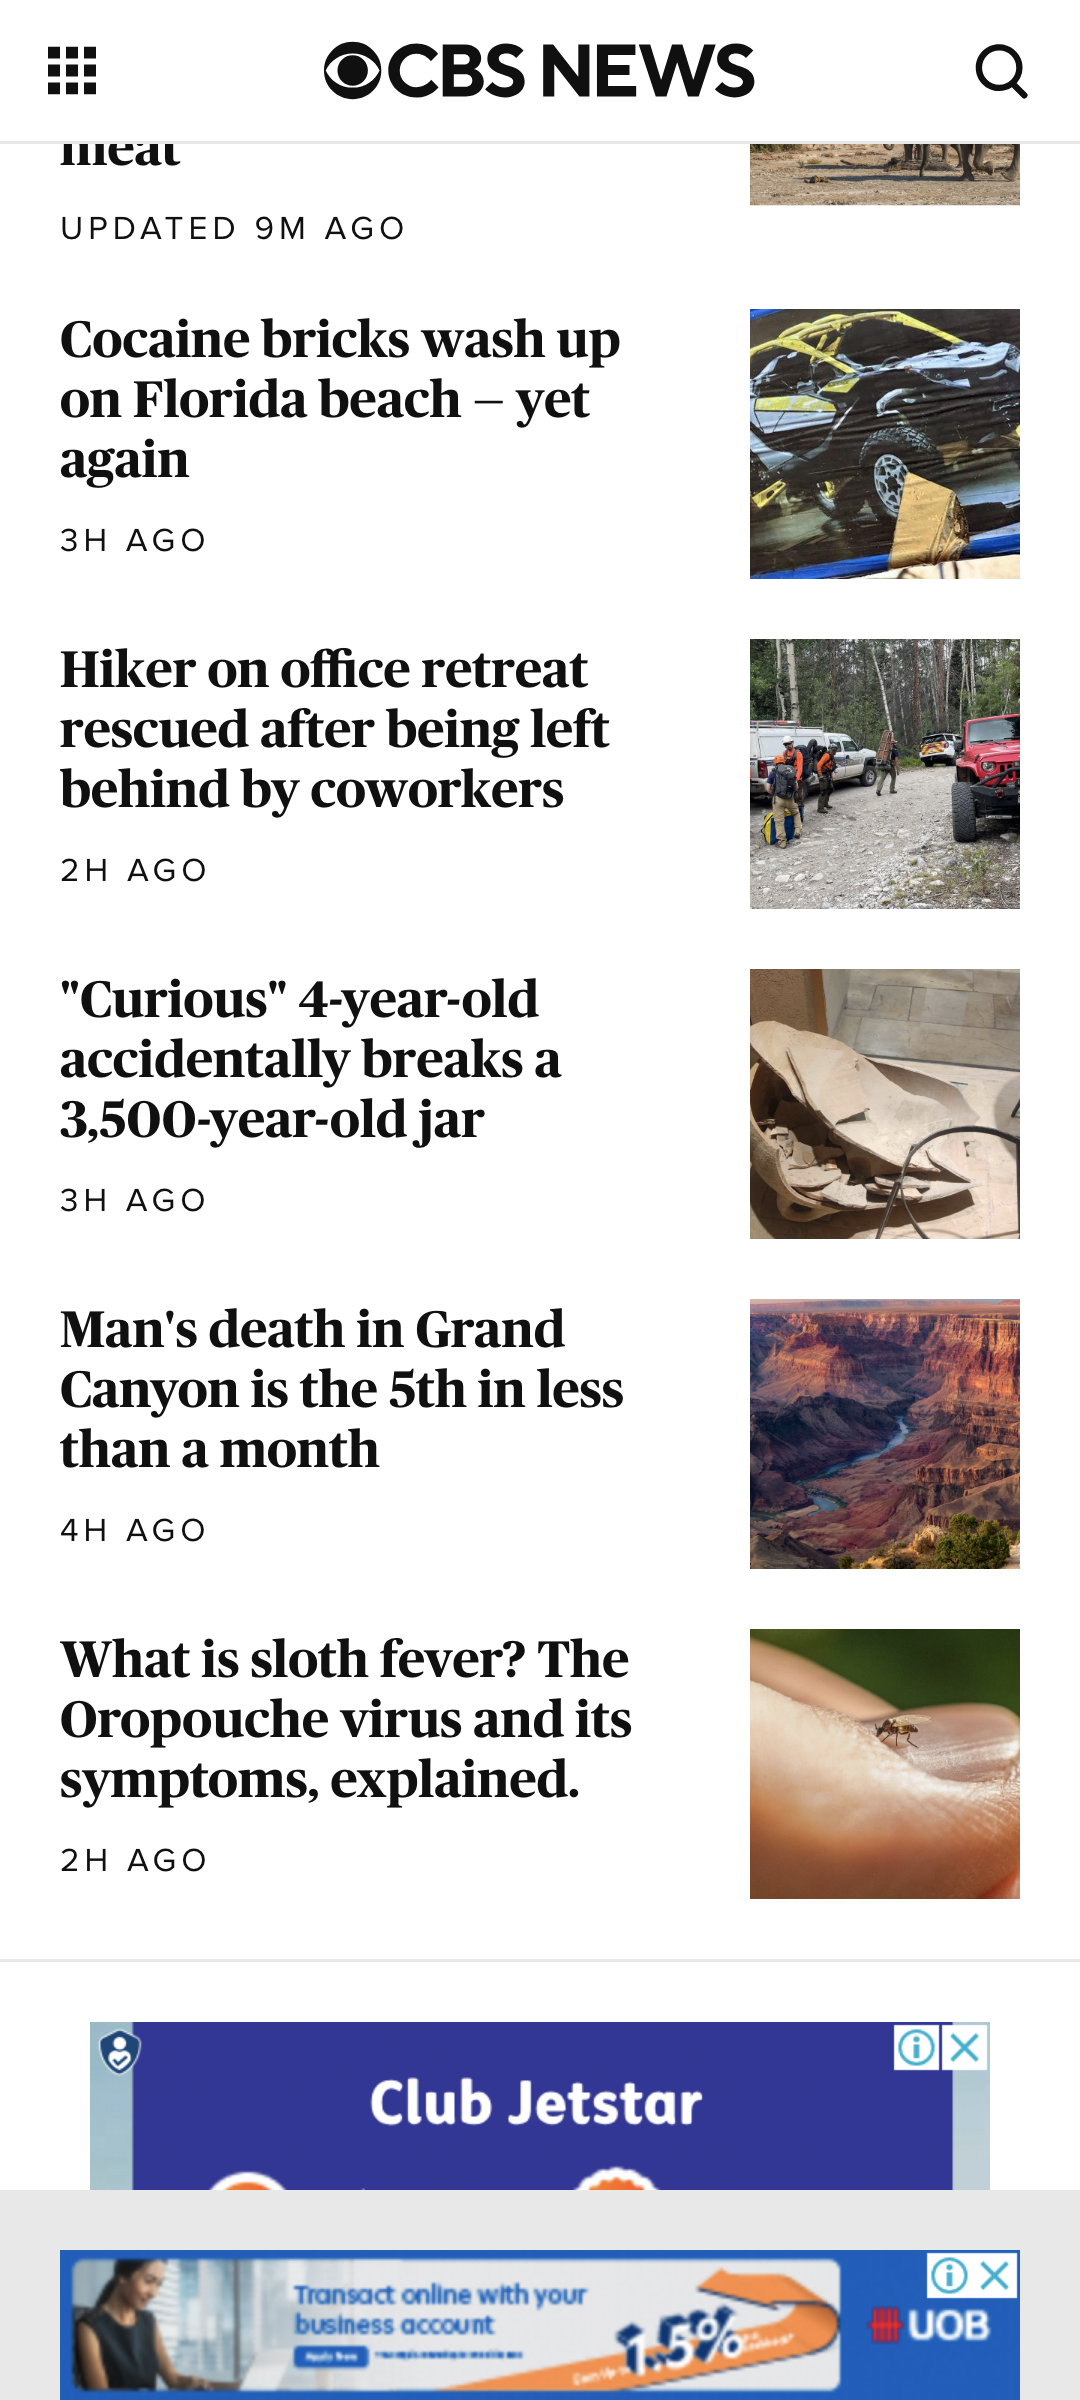 CBS NEWS
meat
UPDATED 9M AGO
Cocaine bricks wash up
on Florida beach – yet
again
3H AGO
Hiker on office retreat
rescued after being left
behind by coworkers
2H AGO
"Curious" 4-year-old
accidentally breaks a
3,500-year-old jar
3H AGO
Man's death in Grand
Canyon is the 5th in less
than a month
4H AGO
What is sloth fever? The
Oropouche virus and its
symptoms, explained.
2H AGO
Club Jetstar
Transact online with your
business account
Apply Now
1.5%
UOB